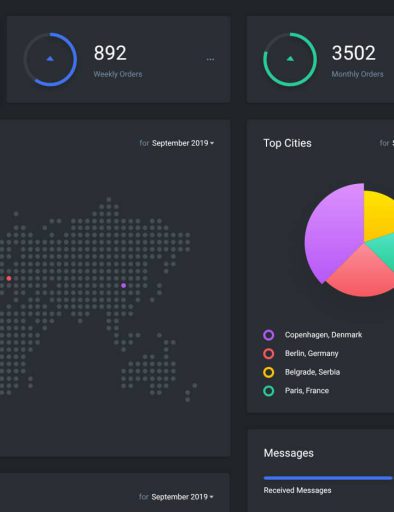 892
Weekly Orders
3502
Monthly Orders
for September 2019
Top Cities
for
Copenhagen, Denmark
Berlin, Germany
Belgrade, Serbia
Paris, France
Messages
Received Messages
for September 2019